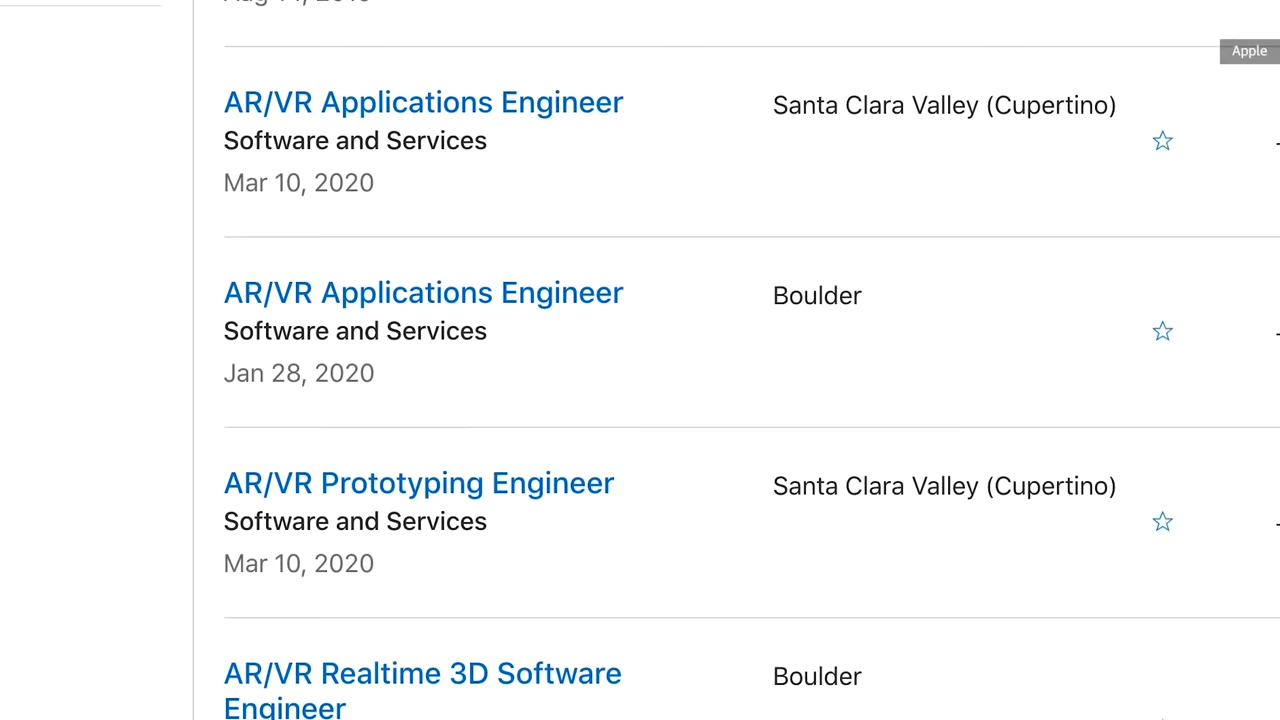 Apple
AR/VR Applications Engineer
Santa Clara Valley (Cupertino)
Software and Services
Mar 10, 2020
AR/VR Applications Engineer
Boulder
Software and Services
Jan 28, 2020
AR/VR Prototyping Engineer
Santa Clara Valley (Cupertino)
Software and Services
Mar 10, 2020
AR/VR Realtime 3D Software
Boulder
Engineer